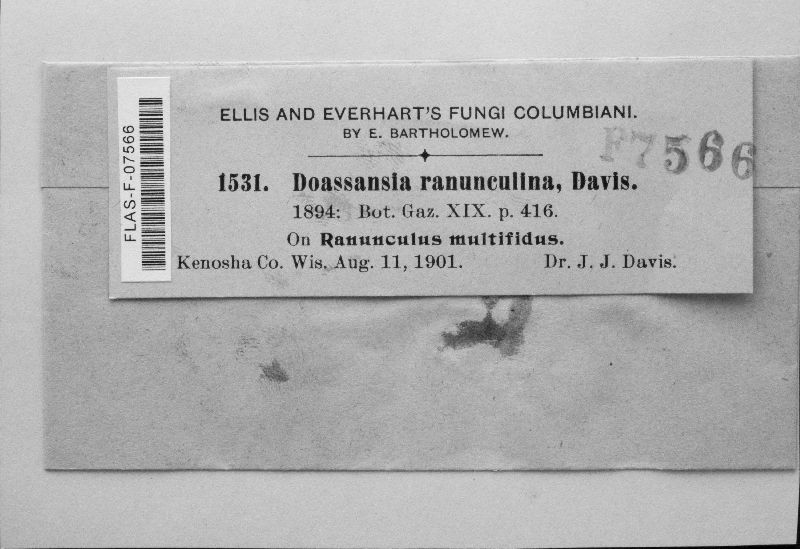 ELLIS AND EVERHART'S FUNGI COLUMBIANI.
BY E. BARTHOLOMEW.
F7566
1531. Doassansia ranunculina, Davis.
1894: Bot. Gaz. XIX. p. 416.
On Ranunculus multifidus.
Kenosha Co. Wis. Aug. 11, 1901. Dr. J. J. Davis.
FLAS-F-07566